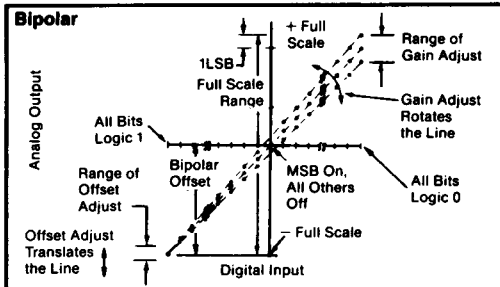 Bipolar
+ Full
Scale
1LSB
Full Scale
Range
Range of
Gain Adjust
Gain Adjust
Rotates
the Line
Analog Output
All Bits
Logic 1
Bipolar
Offset
MSB On,
All Others
Off
All Bits
Logic 0
Range of
Offset
Adjust
Offset Adjust
Translates
the Line
– Full Scale
Digital Input